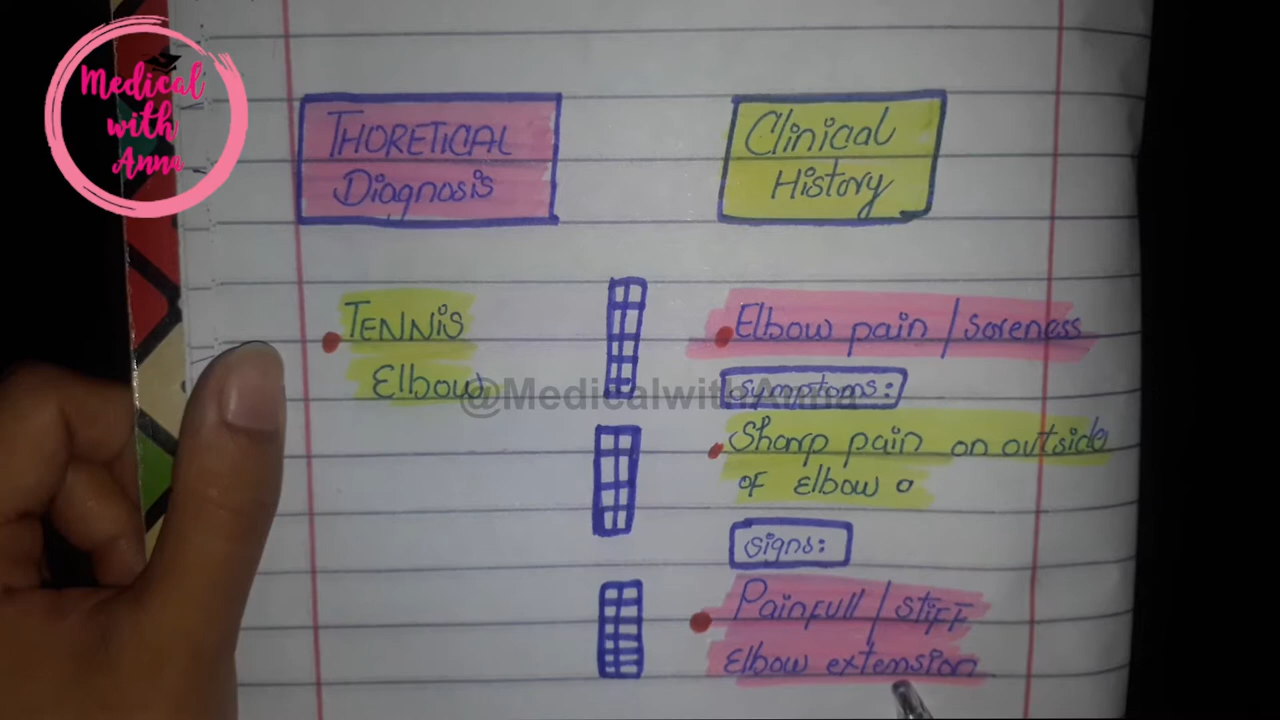 Medical
with
Anna
THORETICAL
Diagnosis
Clinical
History
TENNIS
Elbow
Elbow pain / soreness
@MedicalwithAnna
symptoms:
Sharp pain on outside
of Elbow o
signs:
Painfull / STIFF
Elbow extension